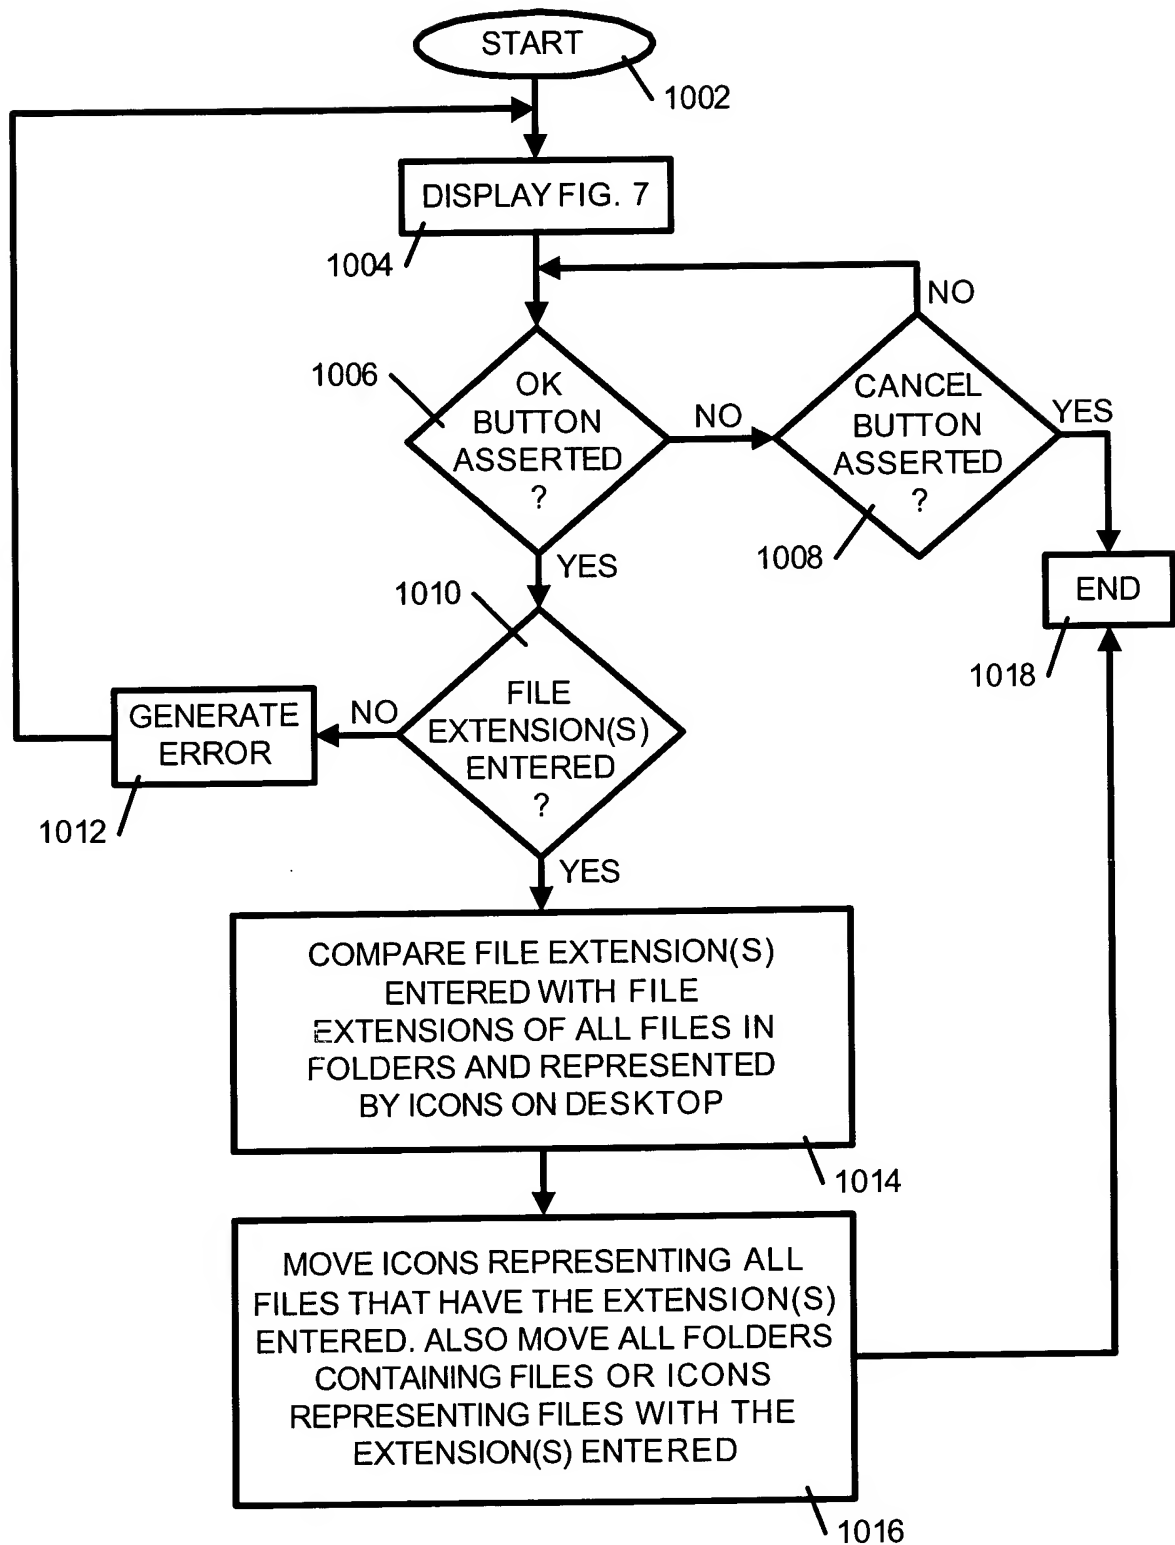 START
1002
DISPLAY FIG. 7
1004
NO
1006
OK
BUTTON
ASSERTED
?
NO
CANCEL
BUTTON
ASSERTED
?
YES
1008
YES
END
1018
1010
FILE
EXTENSION(S)
ENTERED
?
NO
GENERATE
ERROR
1012
YES
COMPARE FILE EXTENSION(S)
ENTERED WITH FILE
EXTENSIONS OF ALL FILES IN
FOLDERS AND REPRESENTED
BY ICONS ON DESKTOP
1014
MOVE ICONS REPRESENTING ALL
FILES THAT HAVE THE EXTENSION(S)
ENTERED. ALSO MOVE ALL FOLDERS
CONTAINING FILES OR ICONS
REPRESENTING FILES WITH THE
EXTENSION(S) ENTERED
1016